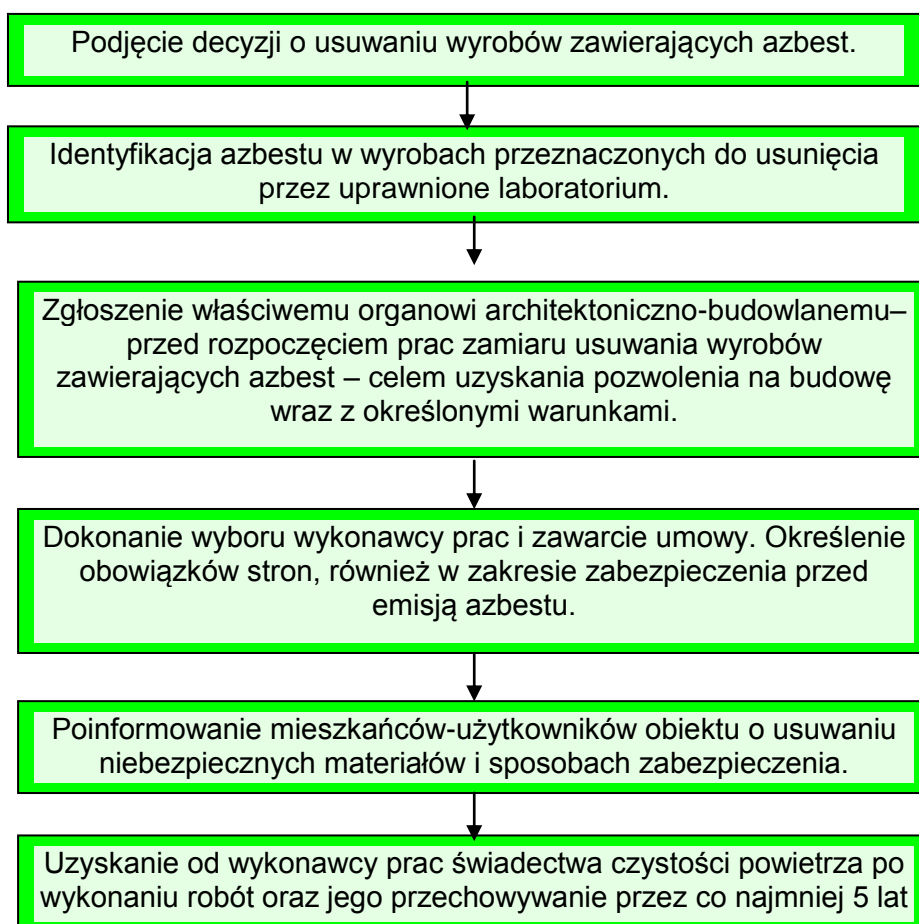 Podjęcie decyzji o usuwaniu wyrobów zawierających azbest.
Identyfikacja azbestu w wyrobach przeznaczonych do usunięcia
przez uprawnione laboratorium.
Zgłoszenie właściwemu organowi architektoniczno-budowlanemu–
przed rozpoczęciem prac zamiaru usuwania wyrobów
zawierających azbest – celem uzyskania pozwolenia na budowę
wraz z określonymi warunkami.
Dokonanie wyboru wykonawcy prac i zawarcie umowy. Określenie
obowiązków stron, również w zakresie zabezpieczenia przed
emisją azbestu.
Poinformowanie mieszkańców-użytkowników obiektu o usuwaniu
niebezpiecznych materiałów i sposobach zabezpieczenia.
Uzyskanie od wykonawcy prac świadectwa czystości powietrza po
wykonaniu robót oraz jego przechowywanie przez co najmniej 5 lat